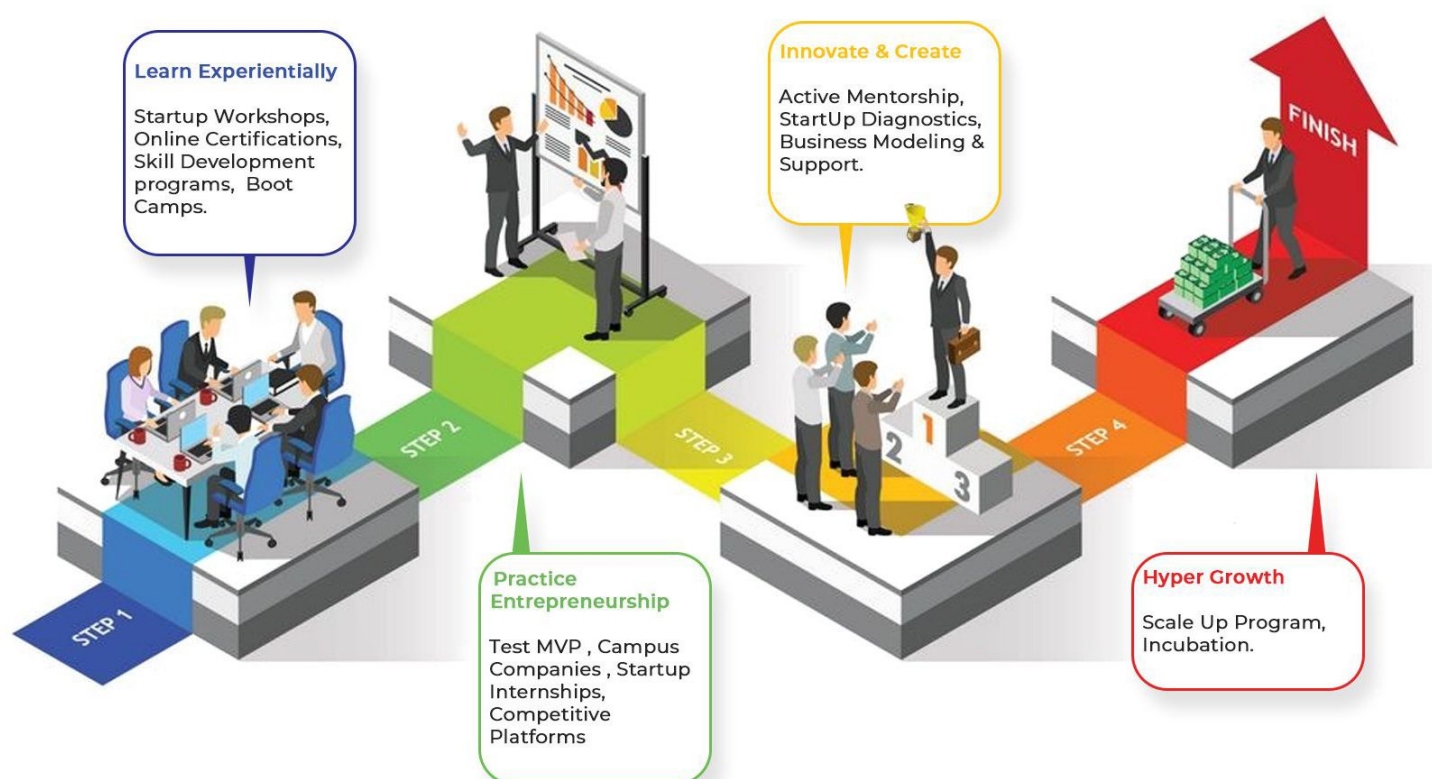 Learn Experientially
Startup Workshops,
Online Certifications,
Skill Development
programs, Boot
Camps.
STEP 1
STEP 2
Practice
Entrepreneurship
Test MVP , Campus
Companies , Startup
Internships,
Competitive
Platforms
STEP 3
Innovate & Create
Active Mentorship,
StartUp Diagnostics,
Business Modeling &
Support.
1
2
3
STEP 4
FINISH
Hyper Growth
Scale Up Program,
Incubation.